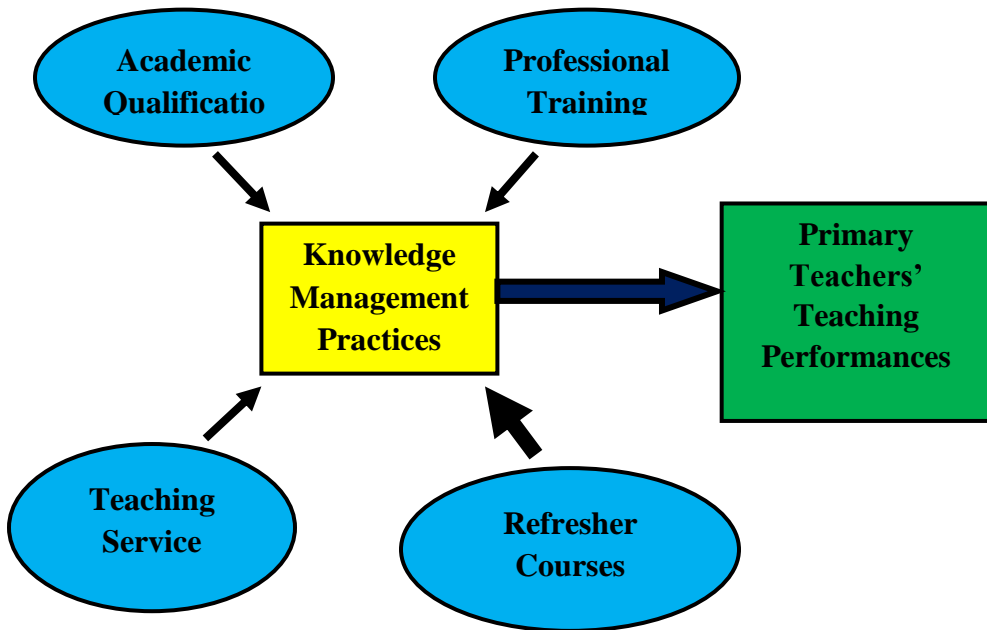 Academic
Qualificatio
Professional
Training
Knowledge
Management
Practices
Primary
Teachers’
Teaching
Performances
Teaching
Service
Refresher
Courses